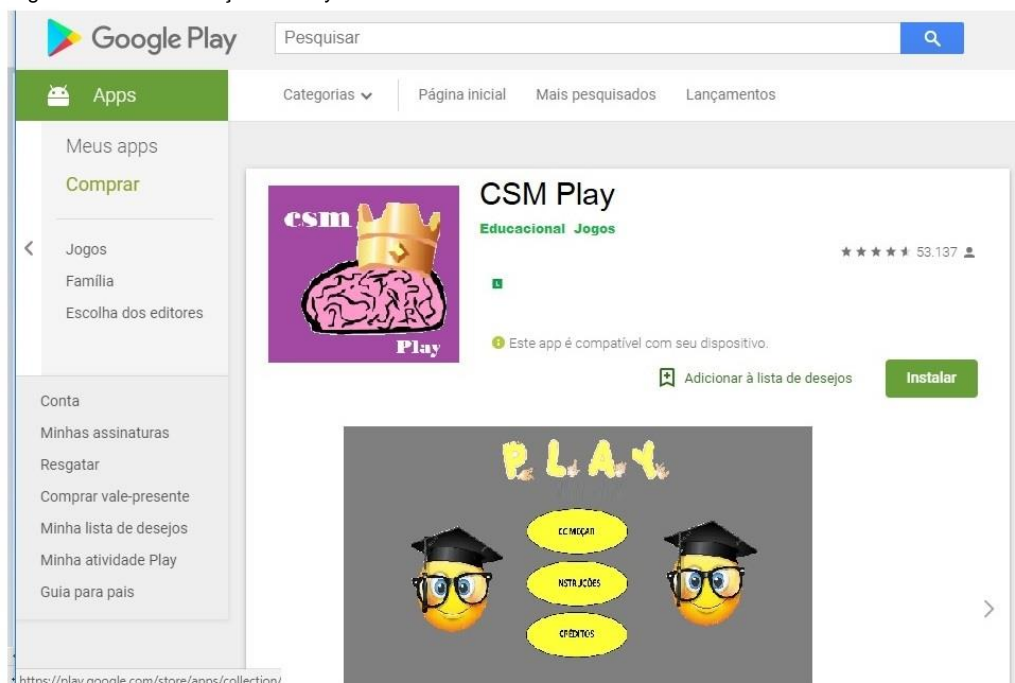 Google Play
Pesquisar
Apps
Categorias
Página inicial
Mais pesquisados
Lançamentos
Meus apps
Comprar
Jogos
Família
Escolha dos editores
Conta
Minhas assinaturas
Resgatar
Comprar vale-presente
Minha lista de desejos
Minha atividade Play
Guia para pais
csm
Play
CSM Play
Educacional Jogos
53.137
L
Este app é compatível com seu dispositivo.
Adicionar à lista de desejos
Instalar
P. L. A. Y.
COMEÇAR
INSTRUÇÕES
CRÉDITOS
https://play.google.com/store/apps/collection/